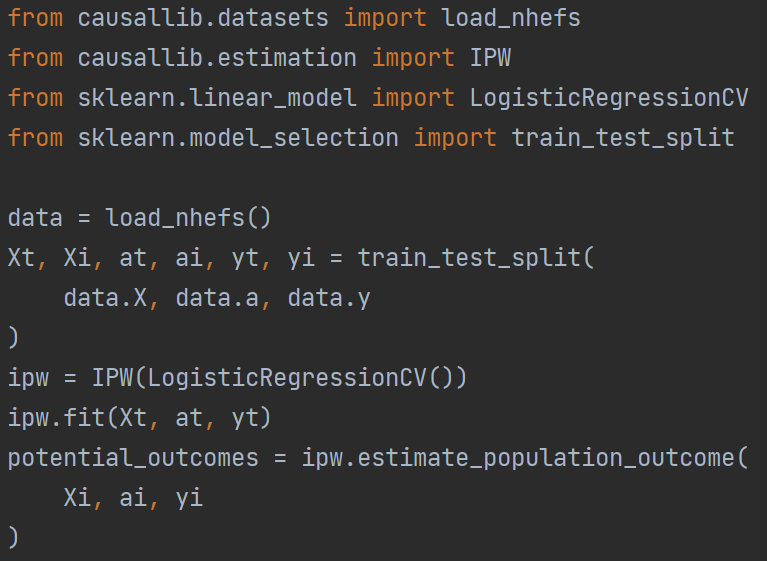 from causallib.datasets import load_nhefs
from causallib.estimation import IPW
from sklearn.linear_model import LogisticRegressionCV
from sklearn.model_selection import train_test_split

data = load_nhefs()
Xt, Xi, at, ai, yt, yi = train_test_split(
    data.X, data.a, data.y
)
ipw = IPW(LogisticRegressionCV())
ipw.fit(Xt, at, yt)
potential_outcomes = ipw.estimate_population_outcome(
    Xi, ai, yi
)